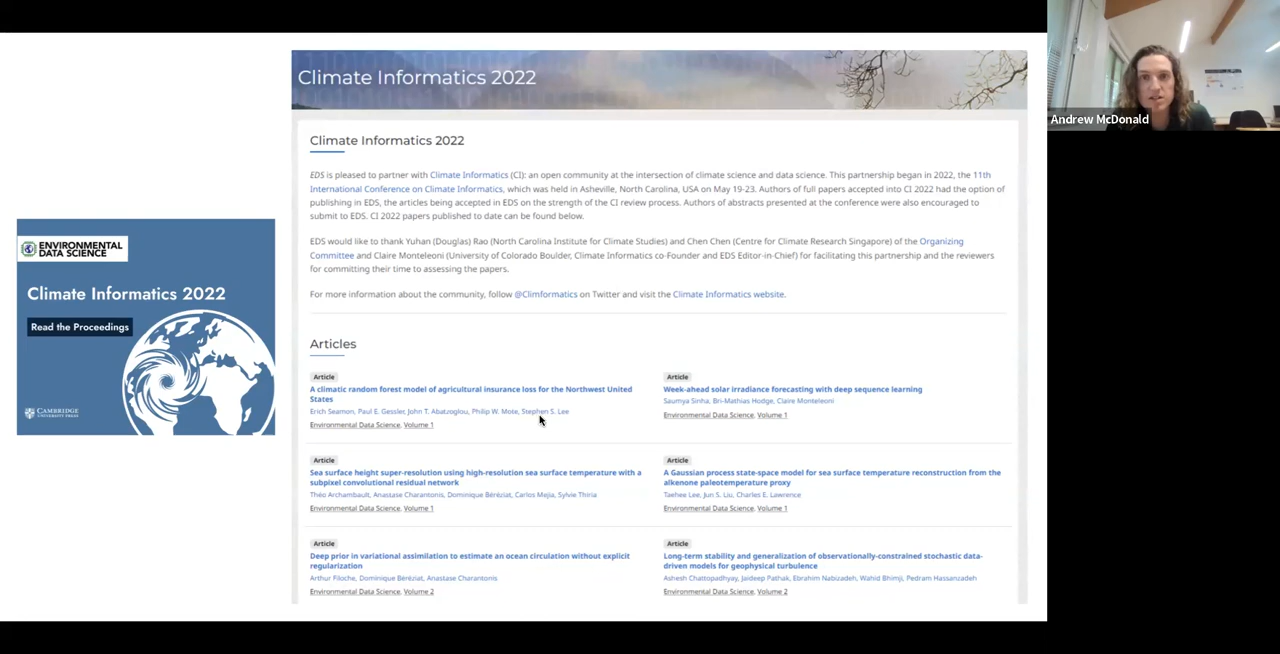 Climate Informatics 2022
Andrew McDonald
Climate Informatics 2022
EDS is pleased to partner with Climate Informatics (CI): an open community at the intersection of climate science and data science. This partnership began in 2022, the 11th
International Conference on Climate Informatics, which was held in Asheville, North Carolina, USA on May 19-23. Authors of full papers accepted into CI 2022 had the option of
publishing in EDS, the articles being accepted in EDS on the strength of the CI review process. Authors of abstracts presented at the conference were also encouraged to
submit to EDS. CI 2022 papers published to date can be found below.
EDS would like to thank Yuhan (Douglas) Rao (North Carolina Institute for Climate Studies) and Chen Chen (Centre for Climate Research Singapore) of the Organizing
Committee and Claire Monteleoni (University of Colorado Boulder, Climate Informatics co-Founder and EDS Editor-in-Chief) for facilitating this partnership and the reviewers
for committing their time to assessing the papers.
For more information about the community, follow @Climformatics on Twitter and visit the Climate Informatics website.
ENVIRONMENTAL
DATA SCIENCE
Climate Informatics 2022
Read the Proceedings
CAMBRIDGE
UNIVERSITY PRESS
Articles
Article
A climatic random forest model of agricultural insurance loss for the Northwest United
States
Erich Seamon, Paul E. Gessler, John T. Abatzoglou, Philip W. Mote, Stephen S. Lee
Environmental Data Science, Volume 1
Article
Week-ahead solar irradiance forecasting with deep sequence learning
Saumya Sinha, Bri-Mathias Hodge, Claire Monteleoni
Environmental Data Science, Volume 1
Article
Sea surface height super-resolution using high-resolution sea surface temperature with a
subpixel convolutional residual network
Théo Archambault, Anastase Charantonis, Dominique Béréziat, Carlos Mejia, Sylvie Thiria
Environmental Data Science, Volume 1
Article
A Gaussian process state-space model for sea surface temperature reconstruction from the
alkenone paleotemperature proxy
Taehee Lee, Jun S. Liu, Charles E. Lawrence
Environmental Data Science, Volume 1
Article
Deep prior in variational assimilation to estimate an ocean circulation without explicit
regularization
Arthur Filoche, Dominique Béréziat, Anastase Charantonis
Environmental Data Science, Volume 2
Article
Long-term stability and generalization of observationally-constrained stochastic data-
driven models for geophysical turbulence
Ashesh Chattopadhyay, Jaideep Pathak, Ebrahim Nabizadeh, Wahid Bhimji, Pedram Hassanzadeh
Environmental Data Science, Volume 2